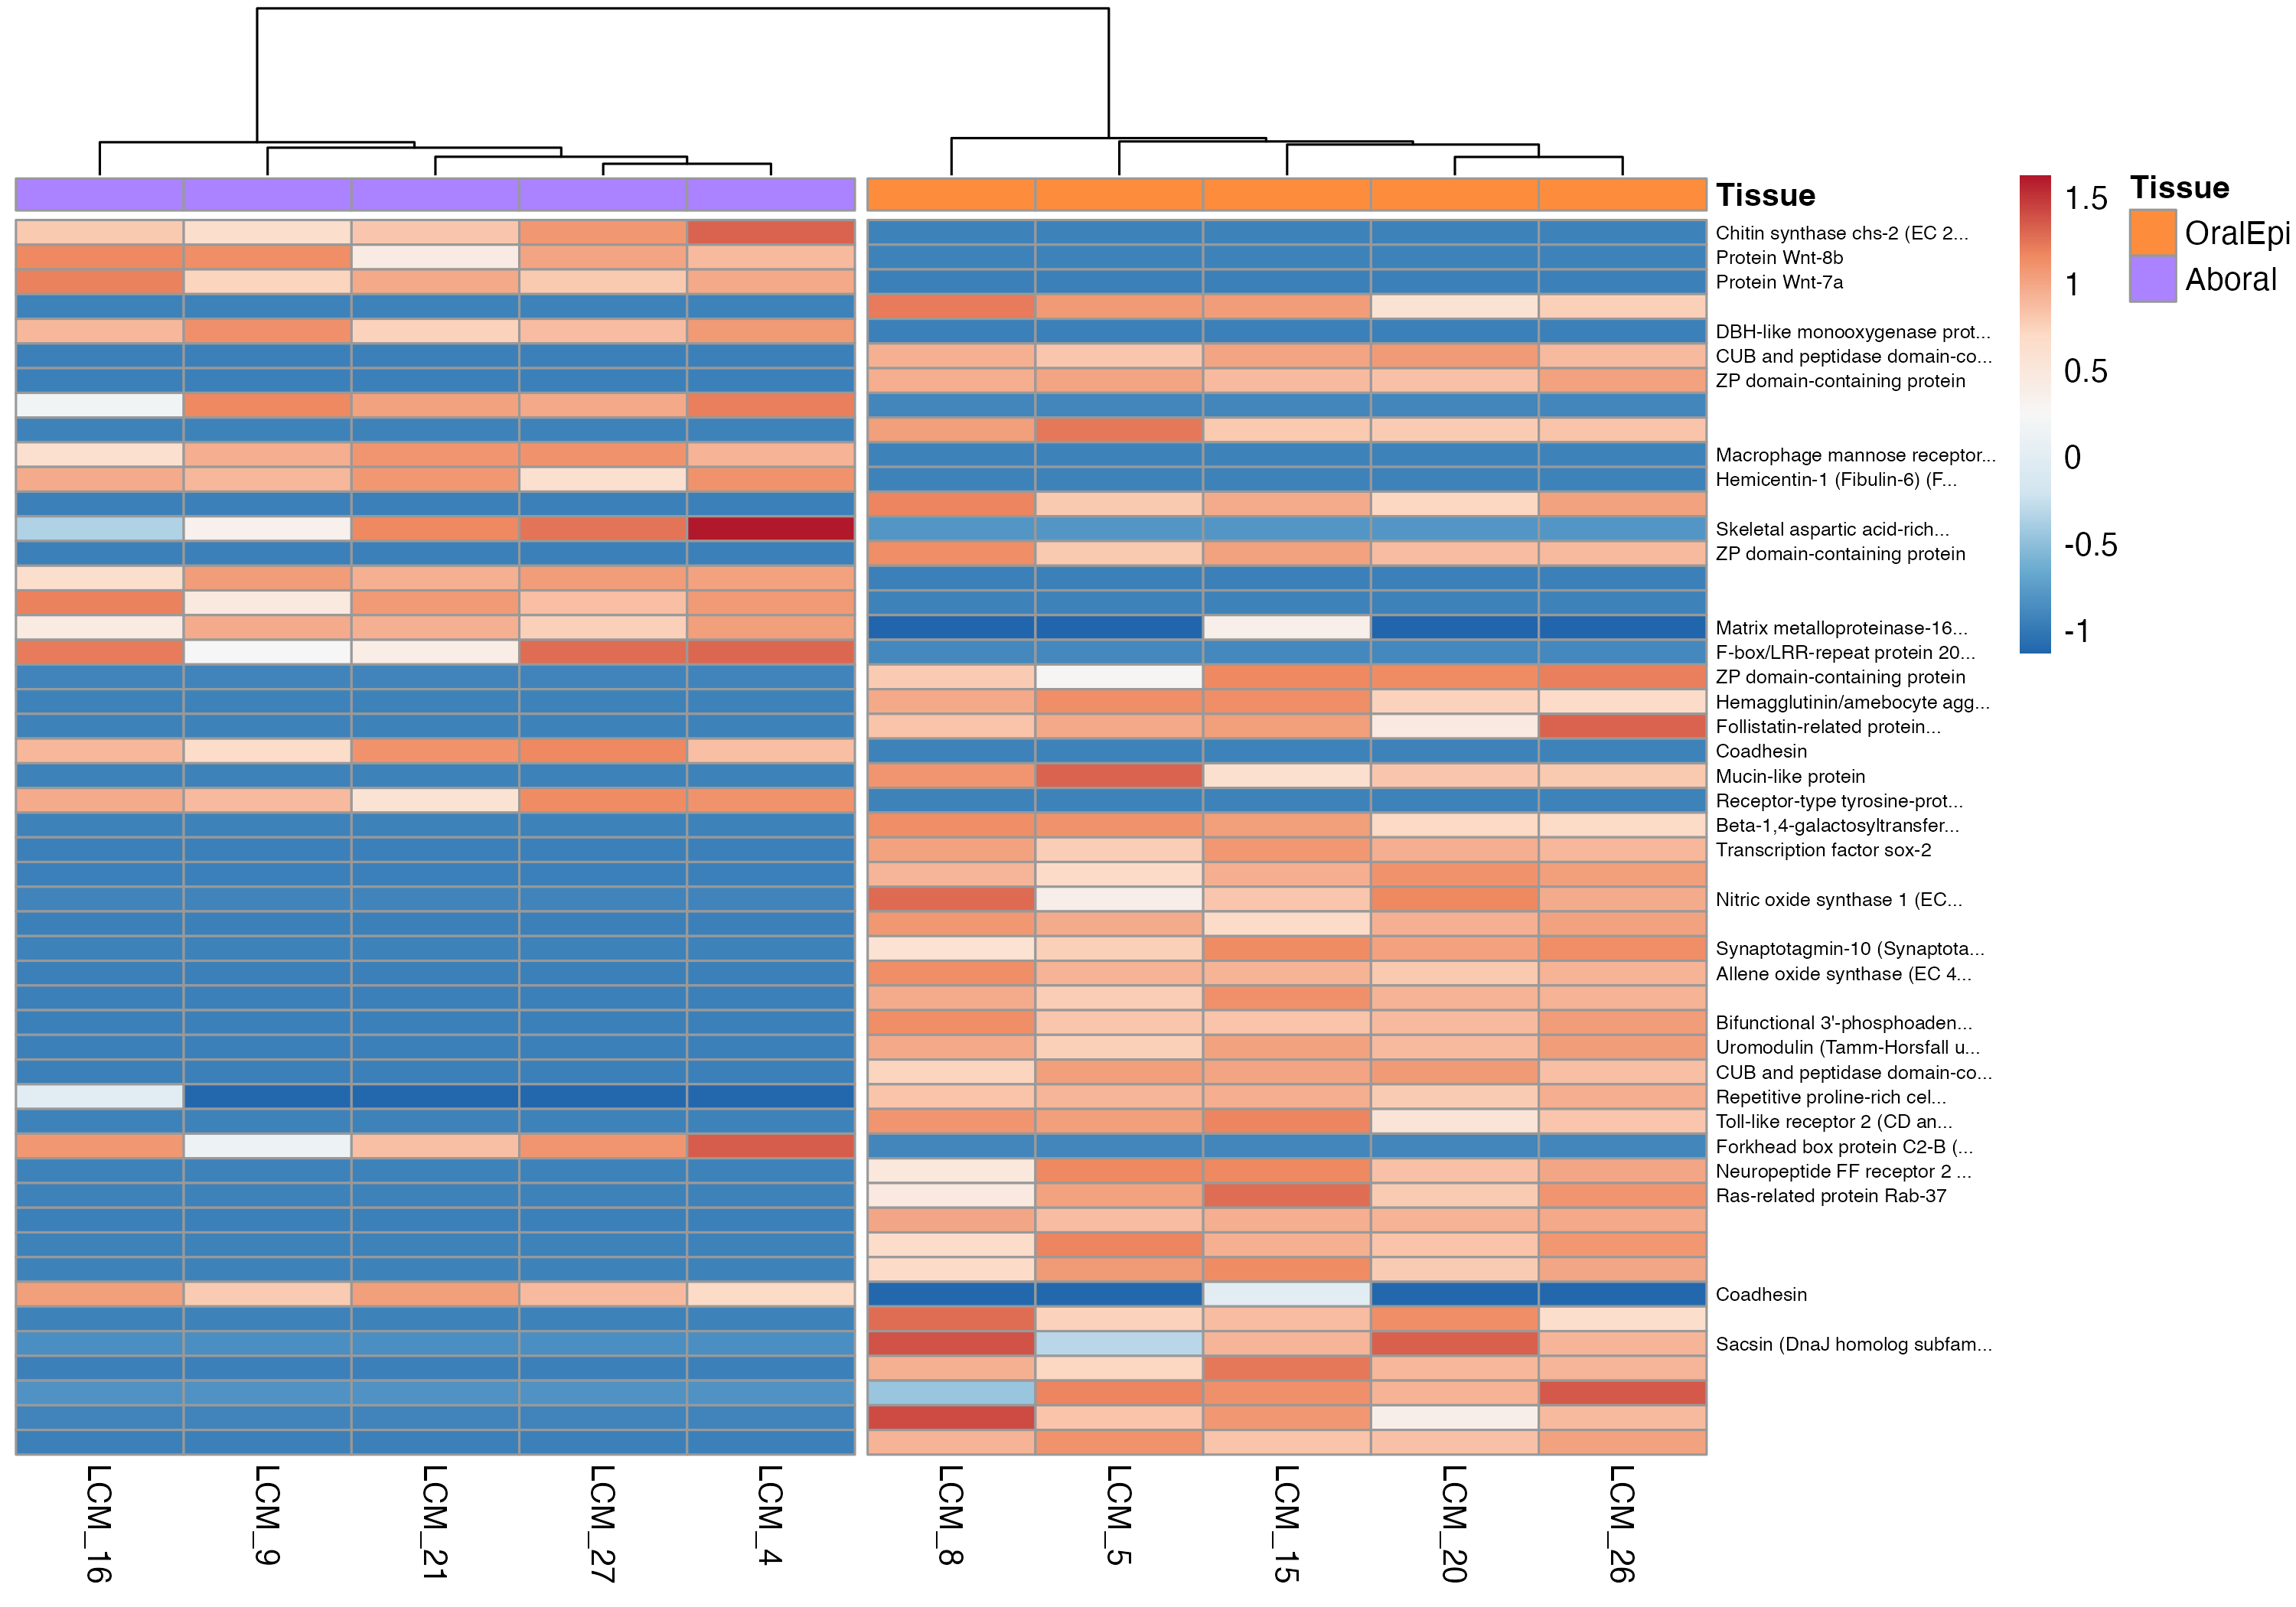 Tissue
Chitin synthase chs-2 (EC 2...
Protein Wnt-8b
Protein Wnt-7a
DBH-like monooxygenase prot...
CUB and peptidase domain-co...
ZP domain-containing protein
Macrophage mannose receptor...
Hemicentin-1 (Fibulin-6) (F...
Skeletal aspartic acid-rich...
ZP domain-containing protein
Matrix metalloproteinase-16...
F-box/LRR-repeat protein 20...
ZP domain-containing protein
Hemagglutinin/amebocyte agg...
Follistatin-related protein...
Coadhesin
Mucin-like protein
Receptor-type tyrosine-prot...
Beta-1,4-galactosyltransfer...
Transcription factor sox-2
Nitric oxide synthase 1 (EC...
Synaptotagmin-10 (Synaptota...
Allene oxide synthase (EC 4...
Bifunctional 3'-phosphoaden...
Uromodulin (Tamm-Horsfall u...
CUB and peptidase domain-co...
Repetitive proline-rich cel...
Toll-like receptor 2 (CD an...
Forkhead box protein C2-B (...
Neuropeptide FF receptor 2 ...
Ras-related protein Rab-37
Coadhesin
Sacsin (DnaJ homolog subfam...
1.5
1
0.5
0
-0.5
-1
Tissue
OralEpi
Aboral
LCM_16
LCM_9
LCM_21
LCM_27
LCM_4
LCM_8
LCM_5
LCM_15
LCM_20
LCM_26